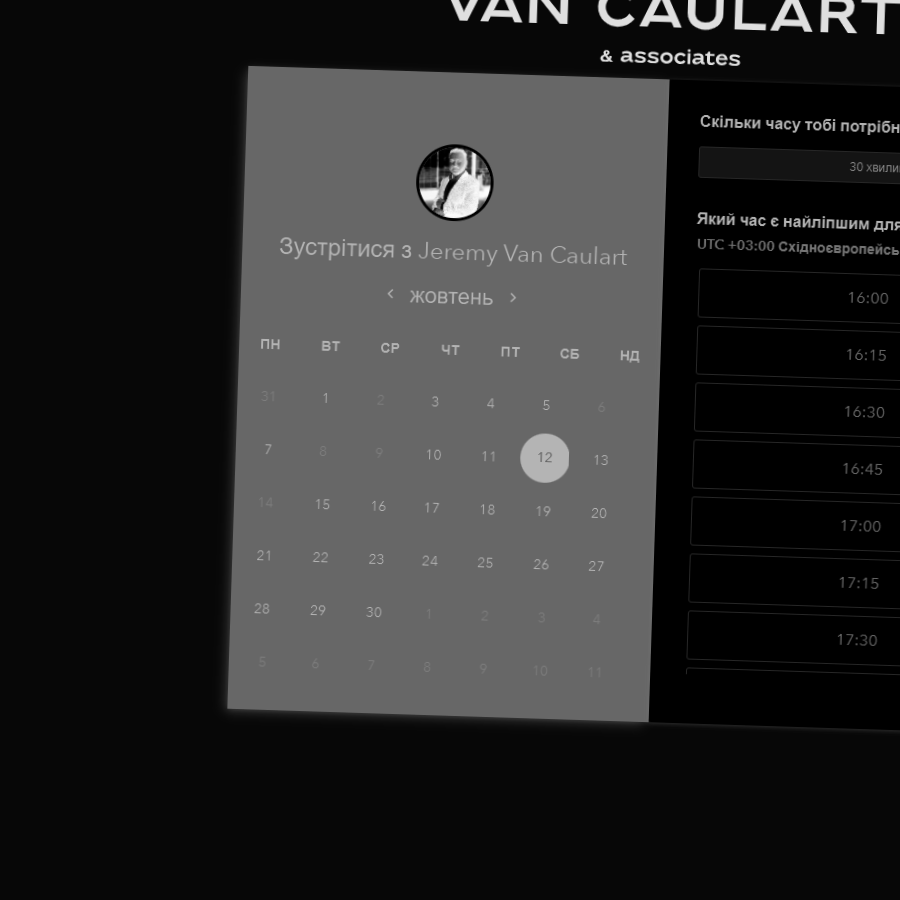 VAN CAULART
& associates
Зустрітися з Jeremy Van Caulart
жовтень
ПН ВТ СР ЧТ ПТ СБ НД
31 1 2 3 4 5 6
7 8 9 10 11 12 13
14 15 16 17 18 19 20
21 22 23 24 25 26 27
28 29 30 1 2 3 4
5 6 7 8 9 10 11
Скільки часу тобі потрібн
30 хвили
Який час є найліпшим для
UTC +03:00 Східноєвропейсь
16:00
16:15
16:30
16:45
17:00
17:15
17:30